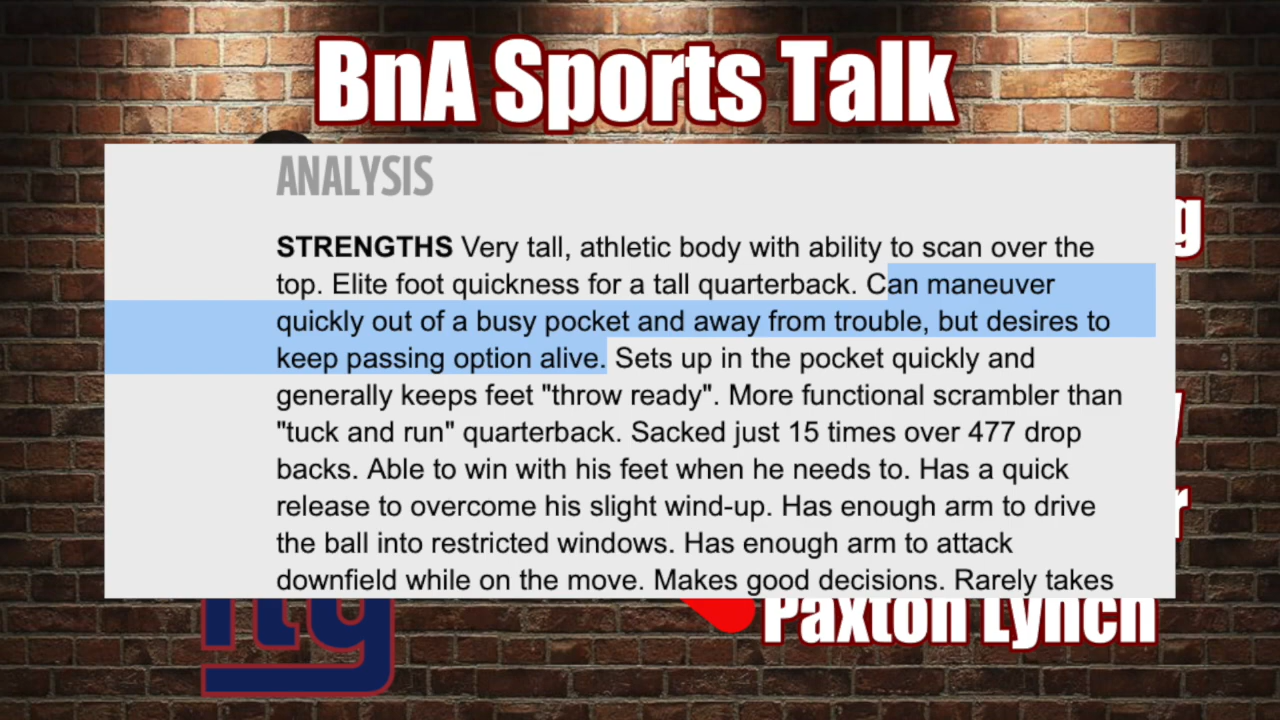 BnA Sports Talk
ANALYSIS
STRENGTHS Very tall, athletic body with ability to scan over the
top. Elite foot quickness for a tall quarterback. Can maneuver
quickly out of a busy pocket and away from trouble, but desires to
keep passing option alive. Sets up in the pocket quickly and
generally keeps feet "throw ready". More functional scrambler than
"tuck and run" quarterback. Sacked just 15 times over 477 drop
backs. Able to win with his feet when he needs to. Has a quick
release to overcome his slight wind-up. Has enough arm to drive
the ball into restricted windows. Has enough arm to attack
downfield while on the move. Makes good decisions. Rarely takes
Paxton Lynch